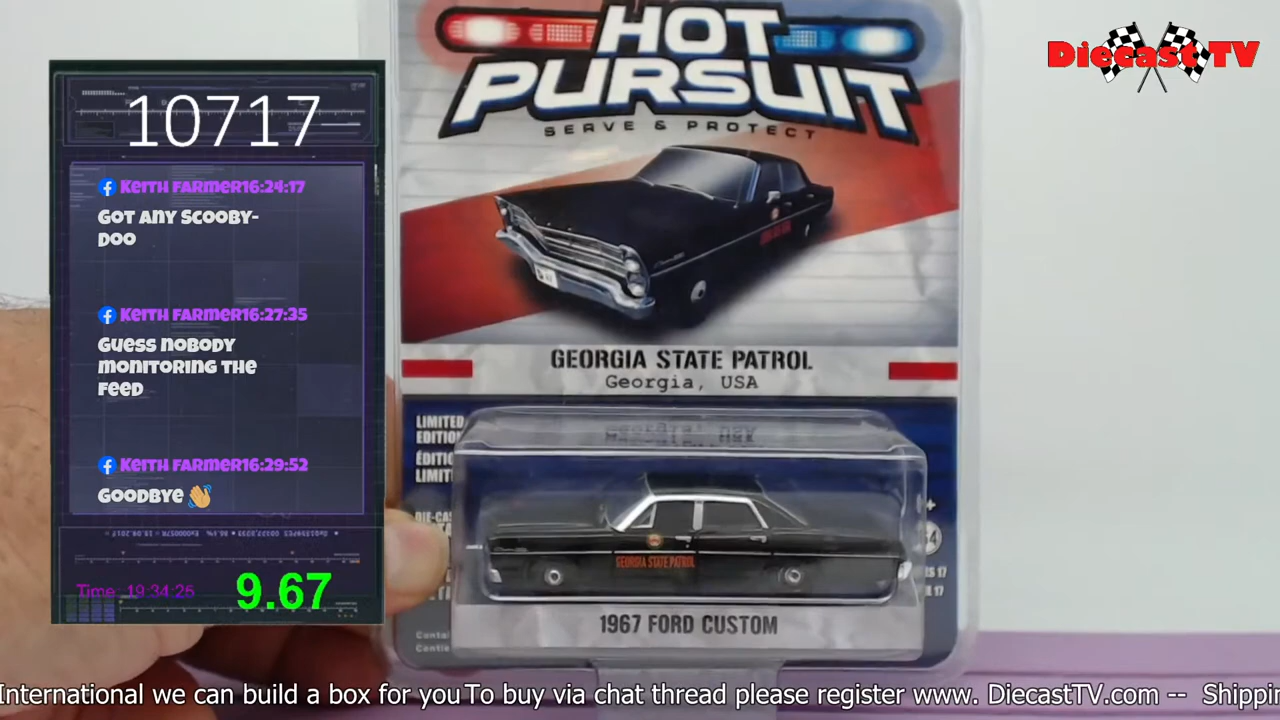 HOT
PURSUIT
SERVE & PROTECT
Diecast TV
10717
Keith Farmer16:24:17
Got any Scooby-
Doo
Keith Farmer16:27:35
Guess nobody
monitoring the
feed
Keith Farmer16:29:52
Goodbye 👋
Time 19:34:25
9.67
GEORGIA STATE PATROL
Georgia, USA
LIMITED
EDITION
GEORGIA STATE PATROL
1967 FORD CUSTOM
International we can build a box for youTo buy via chat thread please register www. DiecastTV.com -- Shippin